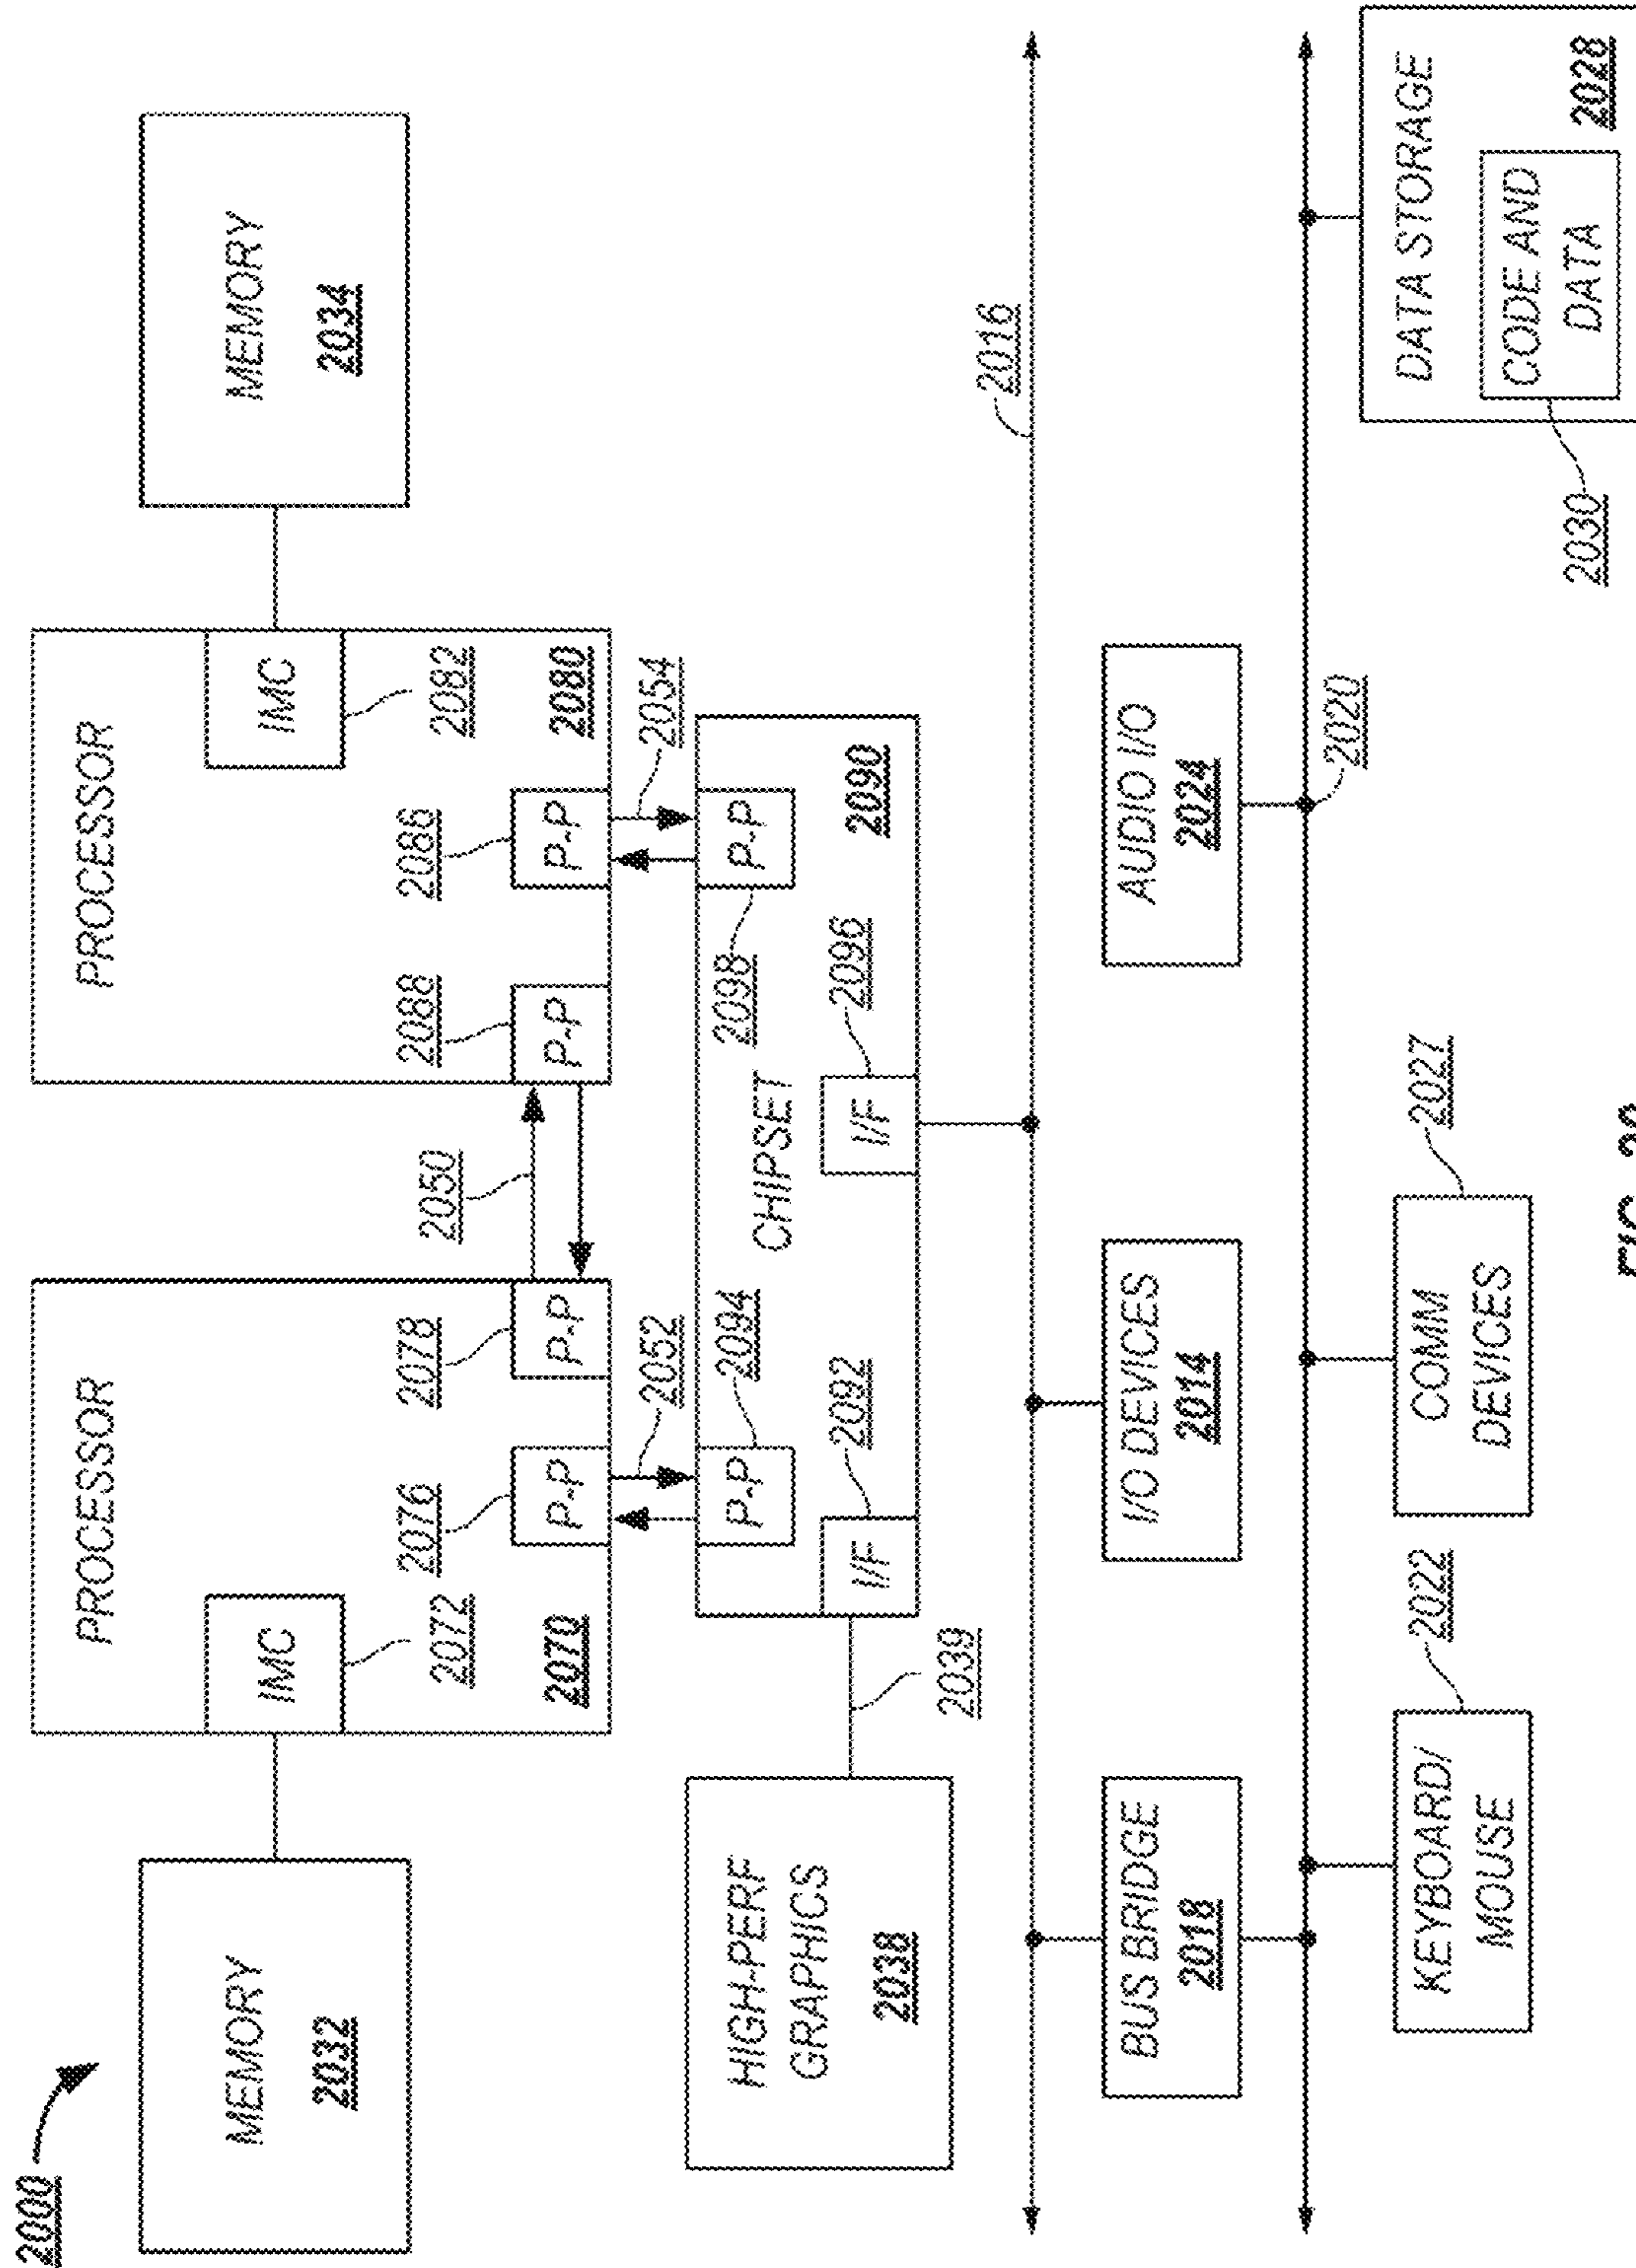 2000
PROCESSOR
PROCESSOR
MEMORY
2032
IMC
2072
2070
2076
P-P
2078
P-P
2050
2088
P-P
2086
P-P
IMC
2082
2080
MEMORY
2034
2052
2054
HIGH-PERF
GRAPHICS
2038
2039
P-P
2094
CHIPSET
P-P
2098
2090
I/F
2092
I/F
2096
2016
BUS BRIDGE
2018
I/O DEVICES
2014
AUDIO I/O
2024
2020
KEYBOARD/
MOUSE
2022
COMM
DEVICES
2027
DATA STORAGE
2028
CODE AND
DATA
2030